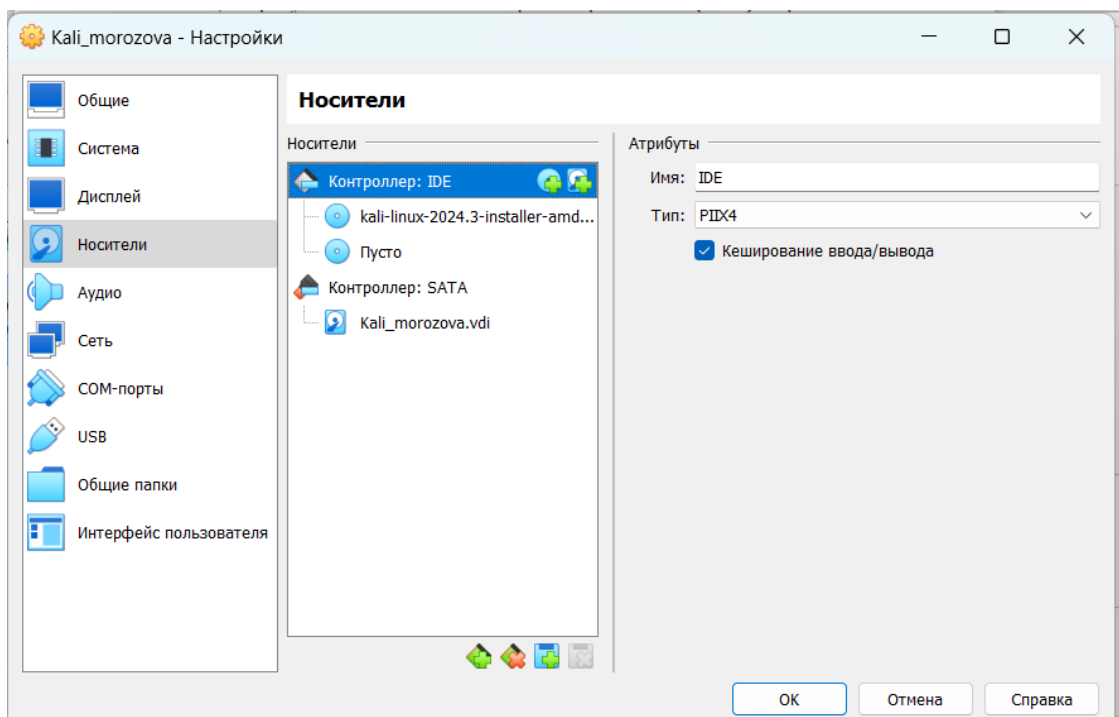 Kali_morozova - Настройки
Общие
Система
Дисплей
Носители
Аудио
Сеть
COM-порты
USB
Общие папки
Интерфейс пользователя
Носители
Носители
Контроллер: IDE
kali-linux-2024.3-installer-amd...
Пусто
Контроллер: SATA
Kali_morozova.vdi
Атрибуты
Имя: IDE
Тип: PIIX4
Кеширование ввода/вывода
OK Отмена Справка